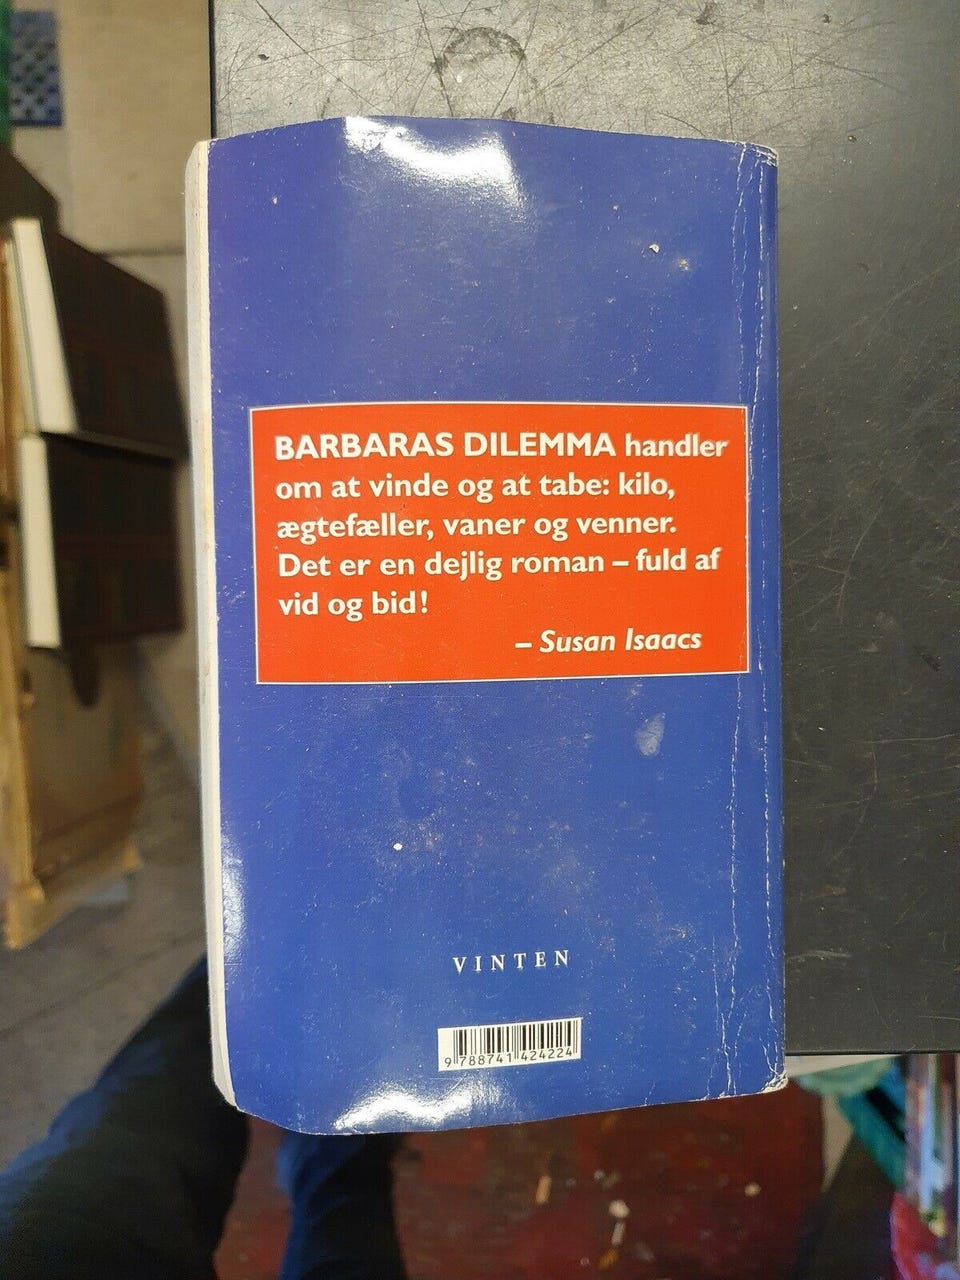 BARBARAS DILEMMA handler
om at vinde og at tabe: kilo,
ægtefæller, vaner og venner.
Det er en dejlig roman – fuld af
vid og bid!
– Susan Isaacs
VINTEN
9 788741 424224